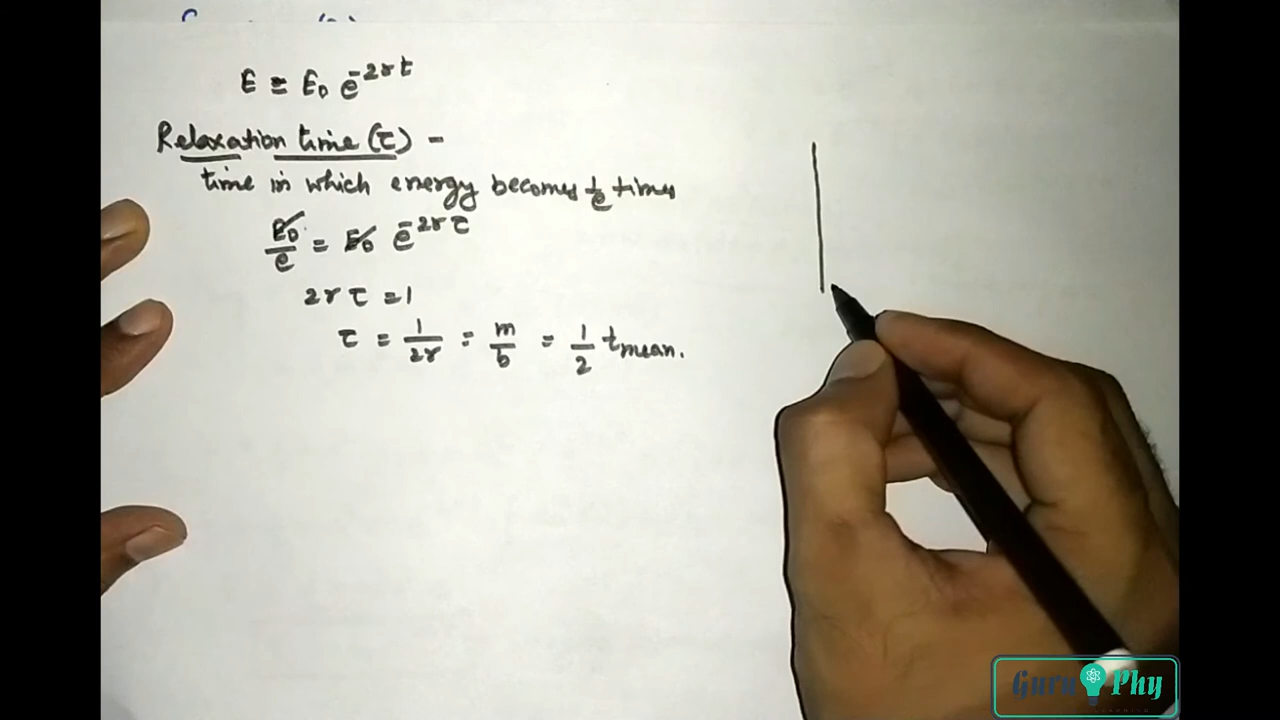 E = E₀ e^{-2rt}
Relaxation time (τ) -
time in which energy becomes 1/e times
E₀/e = E₀ e^{-2rτ}
2rτ = 1
τ = 1/2r = m/b = 1/2 t mean.
Guru Phy